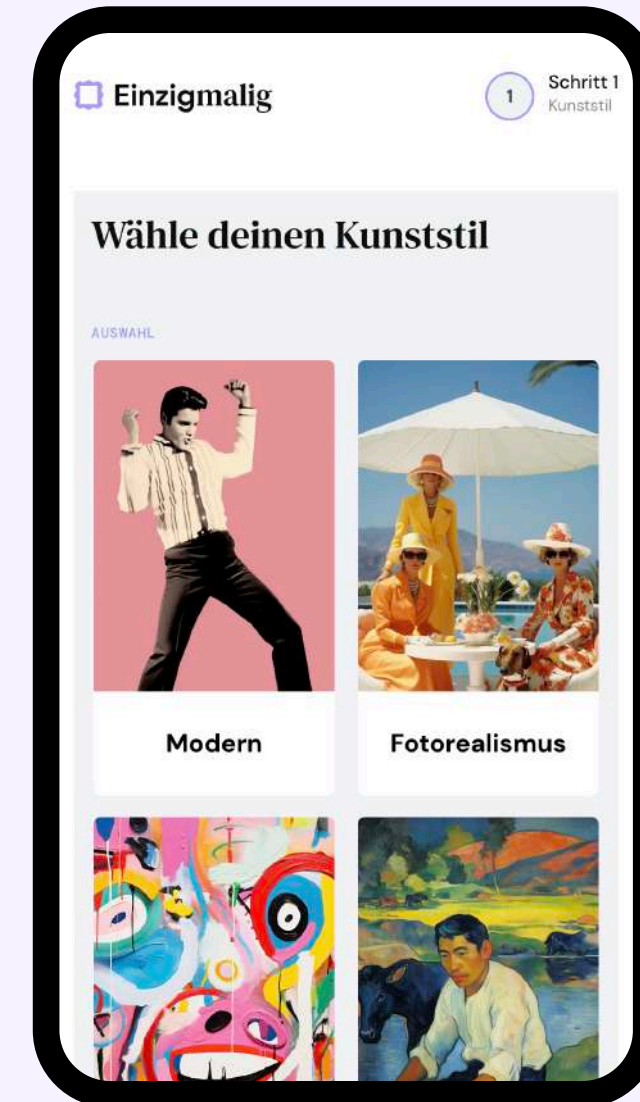 Einzigmalig
1
Schritt 1
Kunststil
Wähle deinen Kunststil
AUSWAHL
Modern
Fotorealismus